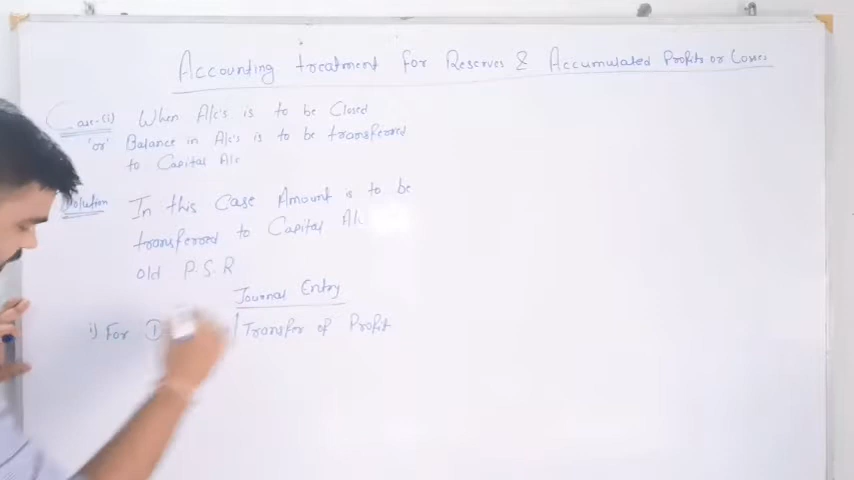 Accounting treatment for Reserves & Accumulated Profits or Losses
Case-(i) When A/c's is to be Closed
'or' Balance in A/c's is to be transferred
to Capital A/c
Solution In this Case Amount is to be
transferred to Capital A/c
old P.S.R
Journal Entry
i) For Transfer of Profit